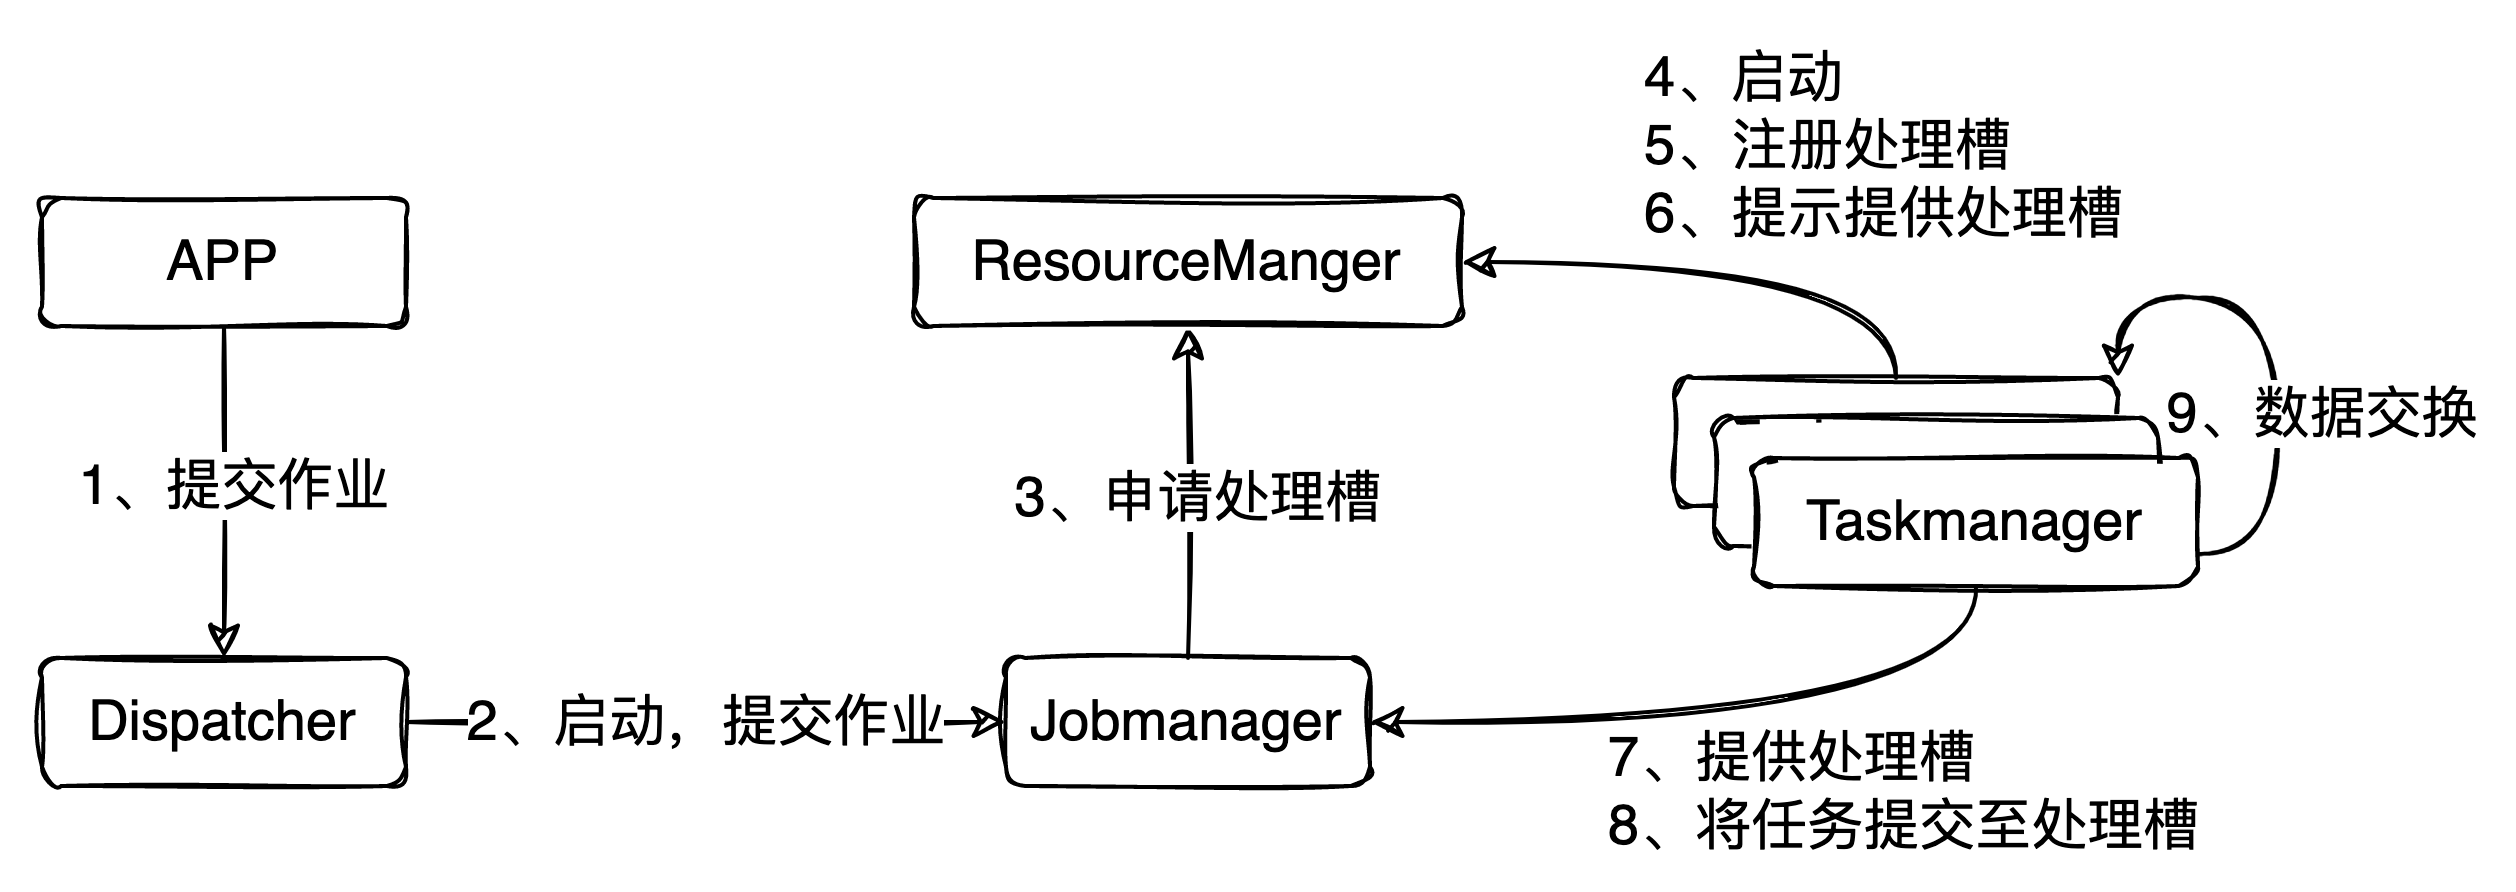 4、启动
5、注册处理槽
6、提示提供处理槽
APP
ResourceManger
9、数据交换
1、提交作业
3、申请处理槽
Taskmanager
Dispatcher
2、启动，提交作业
Jobmanager
7、提供处理槽
8、将任务提交至处理槽